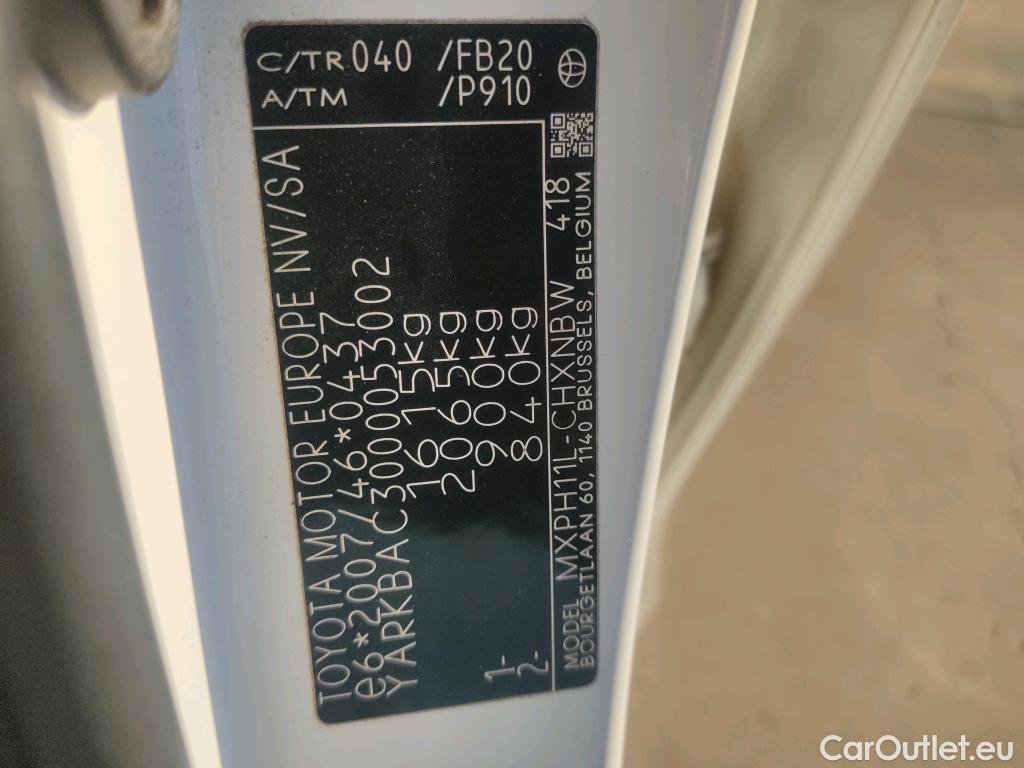 C/TR 040 /FB20
A/TM /P910
TOYOTA MOTOR EUROPE NV/SA
e6*2007/46*0437
YARKBAC3000053002
1615kg
2065kg
1- 900kg
2- 840kg
MODEL MXPH11L-CHXNBW 418
BOURGETLAAN 60, 1140 BRUSSELS, BELGIUM
CarOutlet.eu